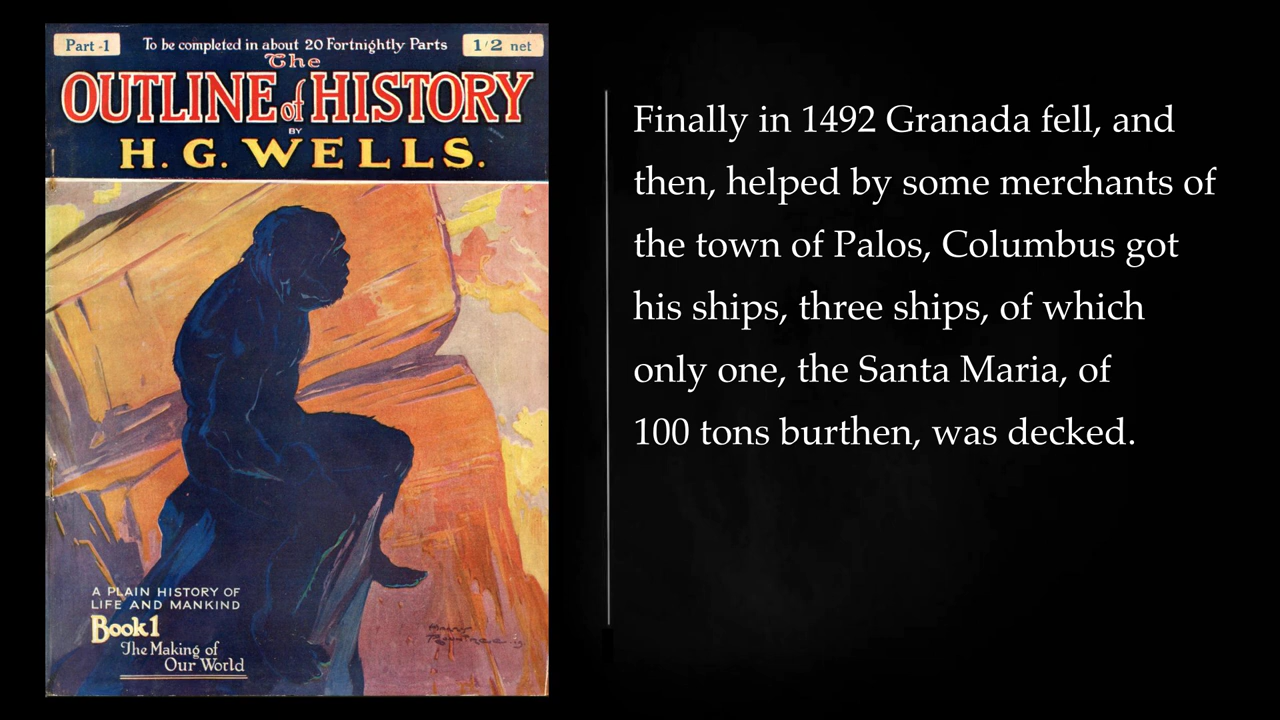 Part -1
To be completed in about 20 Fortnightly Parts
1/2 net
The
OUTLINE of HISTORY
BY
H. G. WELLS.
A PLAIN HISTORY OF
LIFE AND MANKIND
Book 1
The Making of
Our World
Finally in 1492 Granada fell, and
then, helped by some merchants of
the town of Palos, Columbus got
his ships, three ships, of which
only one, the Santa Maria, of
100 tons burthen, was decked.